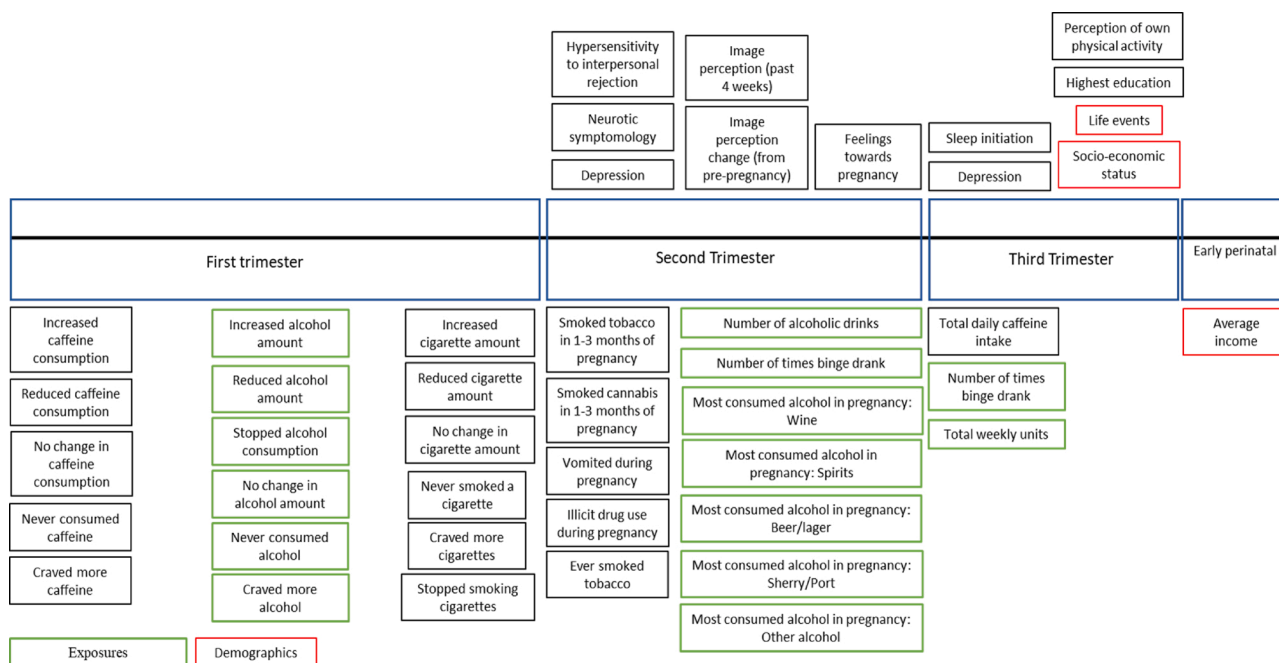 Hypersensitivity
to interpersonal
rejection
Neurotic
symptomology
Depression
Image
perception (past
4 weeks)
Image
perception
change (from
pre-pregnancy)
Feelings
towards
pregnancy
Sleep initiation
Depression
Perception of own
physical activity
Highest education
Life events
Socio-economic
status
First trimester
Second Trimester
Third Trimester
Early perinatal
Increased
caffeine
consumption
Reduced caffeine
consumption
No change in
caffeine
consumption
Never consumed
caffeine
Craved more
caffeine
Increased alcohol
amount
Reduced alcohol
amount
Stopped alcohol
consumption
No change in
alcohol amount
Never consumed
alcohol
Craved more
alcohol
Increased
cigarette amount
Reduced cigarette
amount
No change in
cigarette amount
Never smoked a
cigarette
Craved more
cigarettes
Stopped smoking
cigarettes
Smoked tobacco
in 1-3 months of
pregnancy
Smoked cannabis
in 1-3 months of
pregnancy
Vomited during
pregnancy
Illicit drug use
during pregnancy
Ever smoked
tobacco
Number of alcoholic drinks
Number of times binge drank
Most consumed alcohol in pregnancy:
Wine
Most consumed alcohol in
pregnancy: Spirits
Most consumed alcohol in pregnancy:
Beer/lager
Most consumed alcohol in pregnancy:
Sherry/Port
Most consumed alcohol in pregnancy:
Other alcohol
Total daily caffeine
intake
Number of times
binge drank
Total weekly units
Average
income
Exposures
Demographics